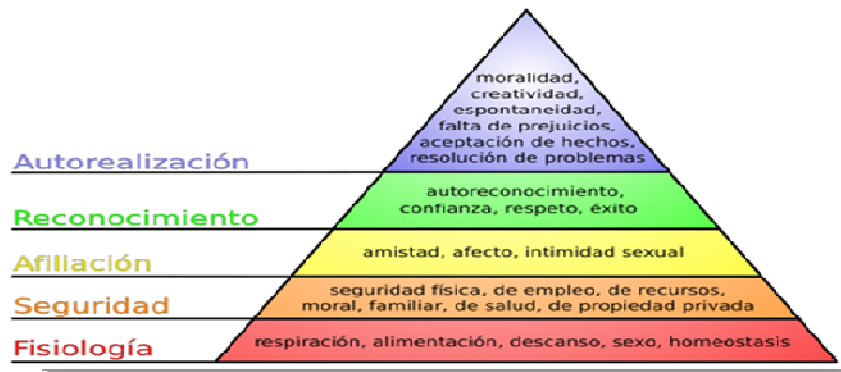 moralidad,
creatividad,
espontaneidad,
falta de prejuicios,
aceptación de hechos,
resolución de problemas
Autorealización
autoreconocimiento,
confianza, respeto, éxito
Reconocimiento
amistad, afecto, intimidad sexual
Afiliación
seguridad física, de empleo, de recursos,
moral, familiar, de salud, de propiedad privada
Seguridad
respiración, alimentación, descanso, sexo, homeostasis
Fisiología